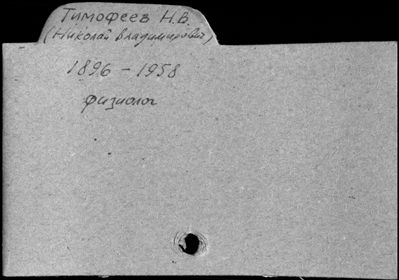 Тимофеев Н.В.
(Николай Владимирович)
1896 – 1958
физиолог